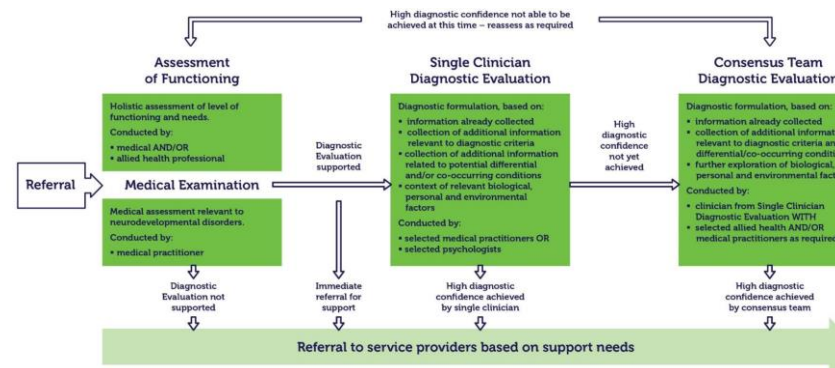 High diagnostic confidence not able to be
achieved at this time – reassess as required
Assessment
of Functioning
Holistic assessment of level of
functioning and needs.
Conducted by:
• medical AND/OR
• allied health professional
Referral
Medical Examination
Medical assessment relevant to
neurodevelopmental disorders.
Conducted by:
• medical practitioner
Diagnostic
Evaluation
supported
Single Clinician
Diagnostic Evaluation
Diagnostic formulation, based on:
• information already collected
• collection of additional information
relevant to diagnostic criteria
• collection of additional information
related to potential differential
and/or co-occurring conditions
• context of relevant biological,
personal and environmental
factors
Conducted by:
• selected medical practitioners OR
• selected psychologists
High
diagnostic
confidence
not yet
achieved
Consensus Team
Diagnostic Evaluation
Diagnostic formulation, based on:
• information already collected
• collection of additional
relevant to diagnostic criteria
differential/co-occurring
• further exploration of biological,
personal and environmental
Conducted by:
• clinician from Single Clinician
Diagnostic Evaluation WITH
• selected allied health AND/OR
medical practitioners as required
Diagnostic
Evaluation not
supported
Immediate
referral for
support
High diagnostic
confidence achieved
by single clinician
High diagnostic
confidence achieved
by consensus team
Referral to service providers based on support needs